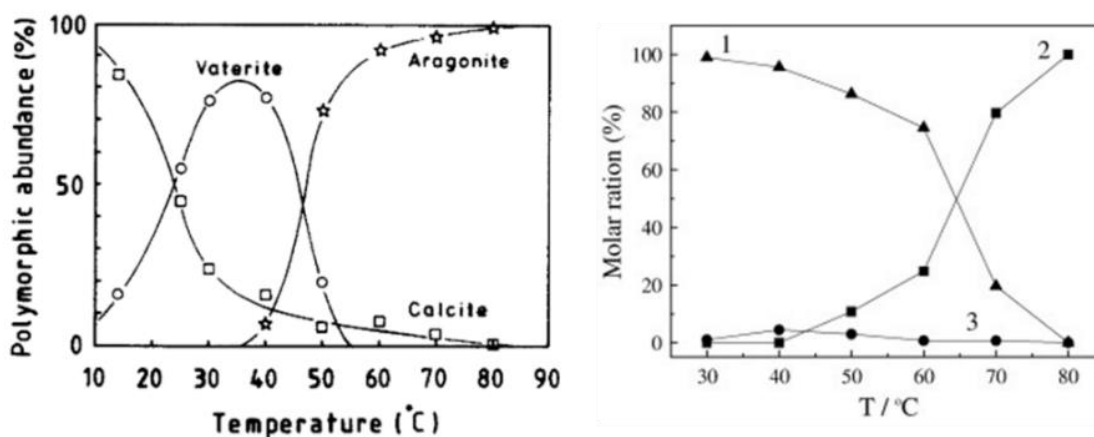 Polymorphic abundance (%)
100
50
0
Vaterite
Aragonite
Calcite
10 20 30 40 50 60 70 80 90
Temperature (°C)
Molar ration (%)
100
80
60
40
20
0
1
2
3
30 40 50 60 70 80
T / °C